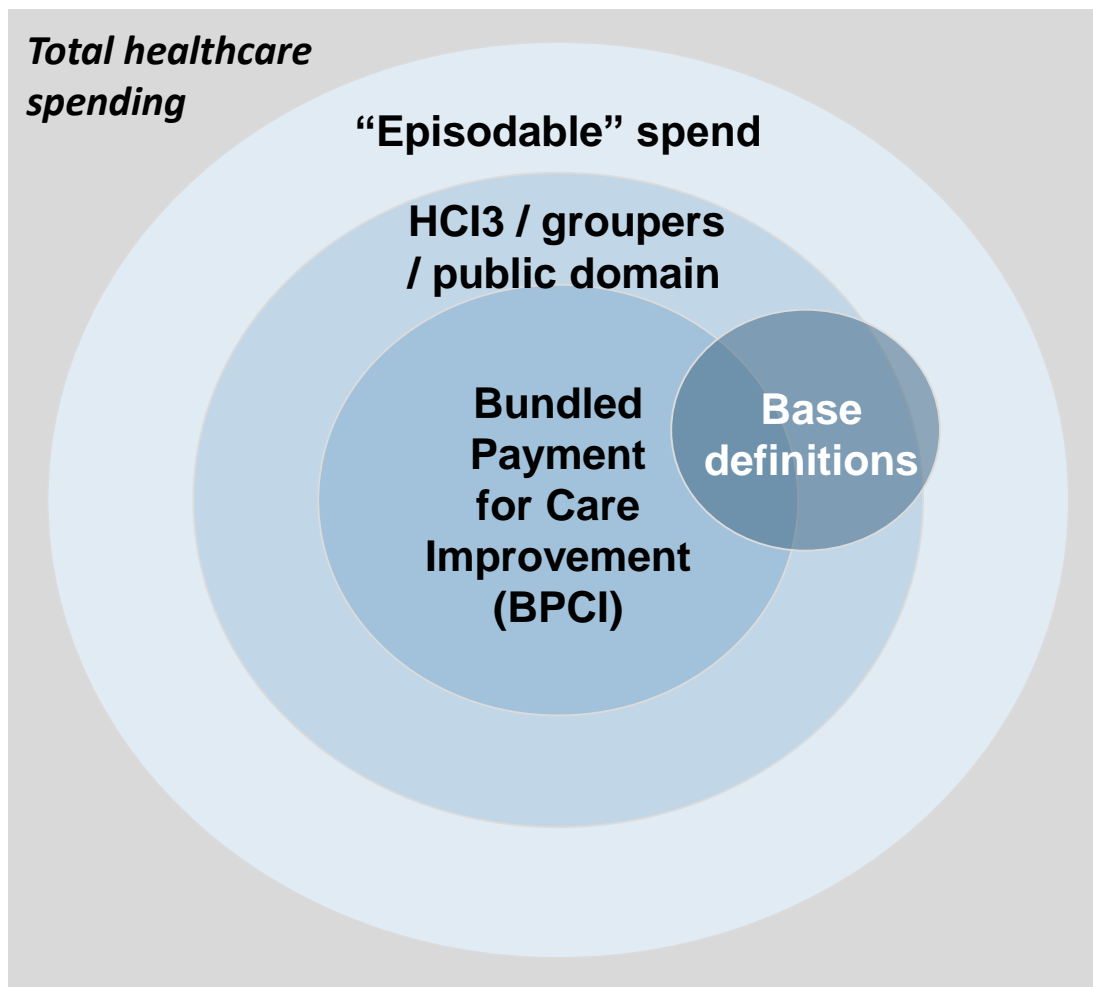 Total healthcare
spending
“Episodable” spend
HCI3 / groupers
/ public domain
Bundled
Payment
for Care
Improvement
(BPCI)
Base
definitions